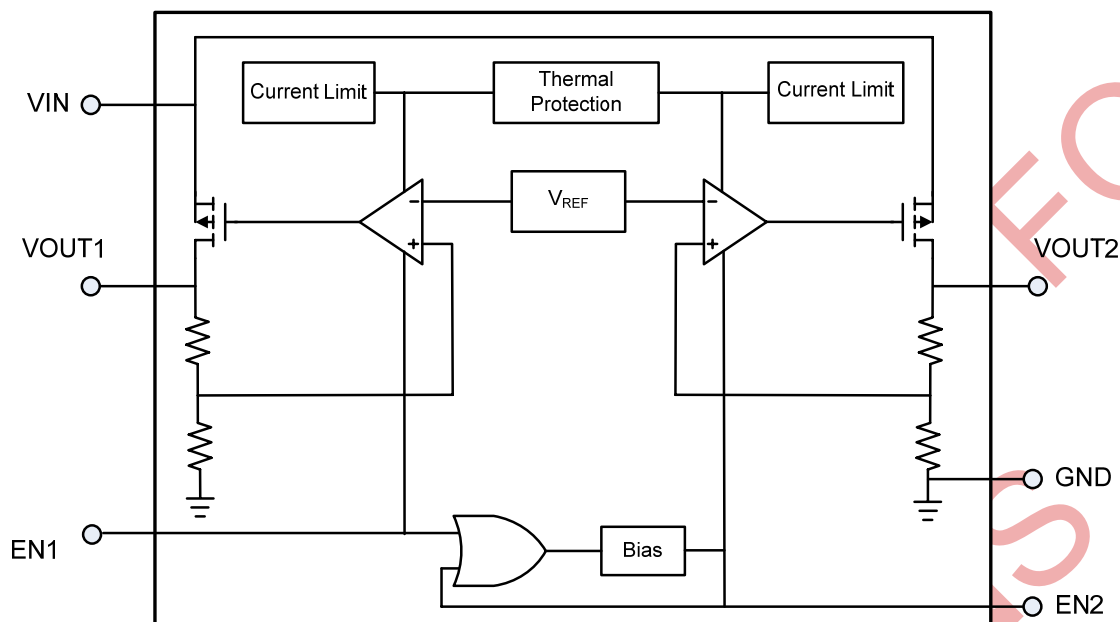 Current Limit
Thermal
Protection
Current Limit
VIN
VREF
-
-
+
+
VOUT1
VOUT2
GND
EN1
Bias
EN2